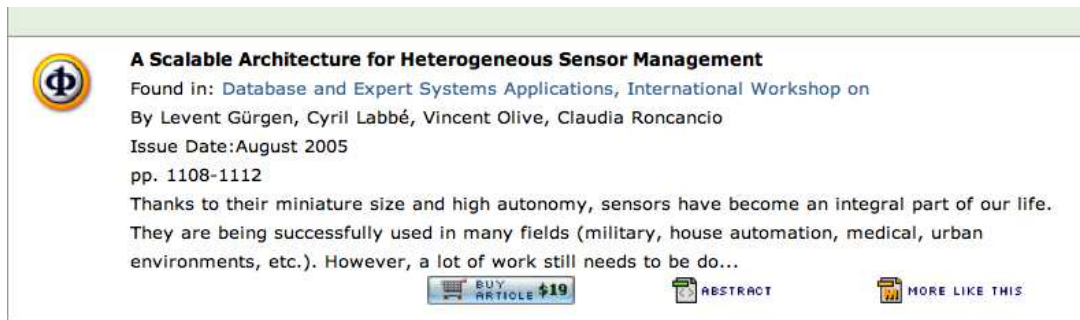 A Scalable Architecture for Heterogeneous Sensor Management
Found in: Database and Expert Systems Applications, International Workshop on
By Levent Gürgen, Cyril Labbé, Vincent Olive, Claudia Roncancio
Issue Date:August 2005
pp. 1108-1112
Thanks to their miniature size and high autonomy, sensors have become an integral part of our life.
They are being successfully used in many fields (military, house automation, medical, urban
environments, etc.). However, a lot of work still needs to be do...
BUY ARTICLE $19 ABSTRACT MORE LIKE THIS